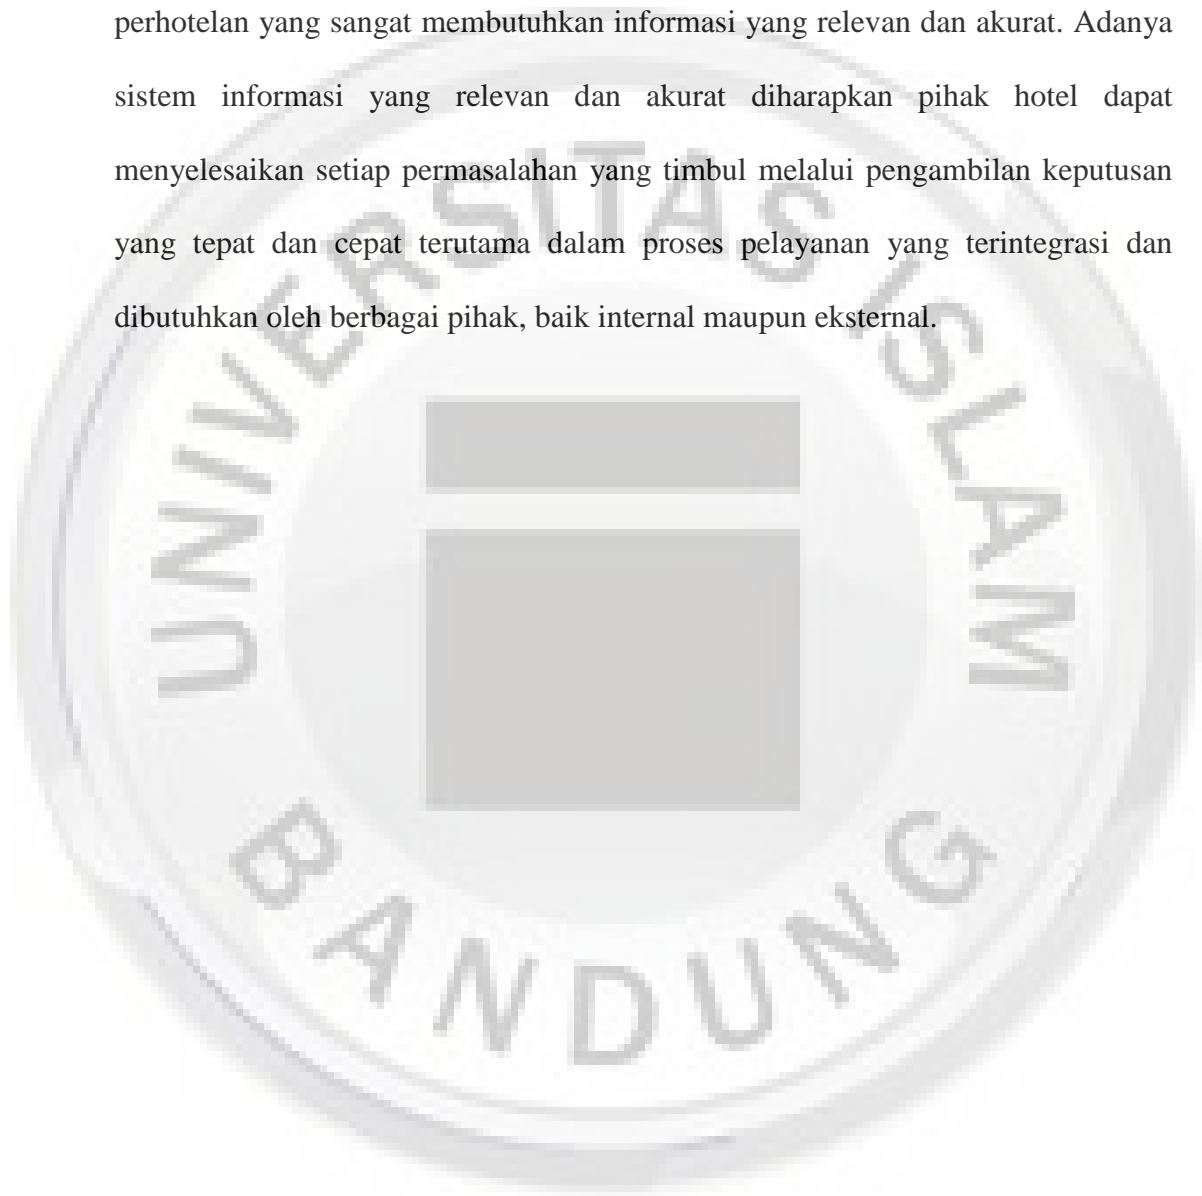 perhotelan yang sangat membutuhkan informasi yang relevan dan akurat. Adanya
sistem informasi yang relevan dan akurat diharapkan pihak hotel dapat
menyelesaikan setiap permasalahan yang timbul melalui pengambilan keputusan
yang tepat dan cepat terutama dalam proses pelayanan yang terintegrasi dan
dibutuhkan oleh berbagai pihak, baik internal maupun eksternal.
UNIVERSITAS ISLAM
BANDUNG